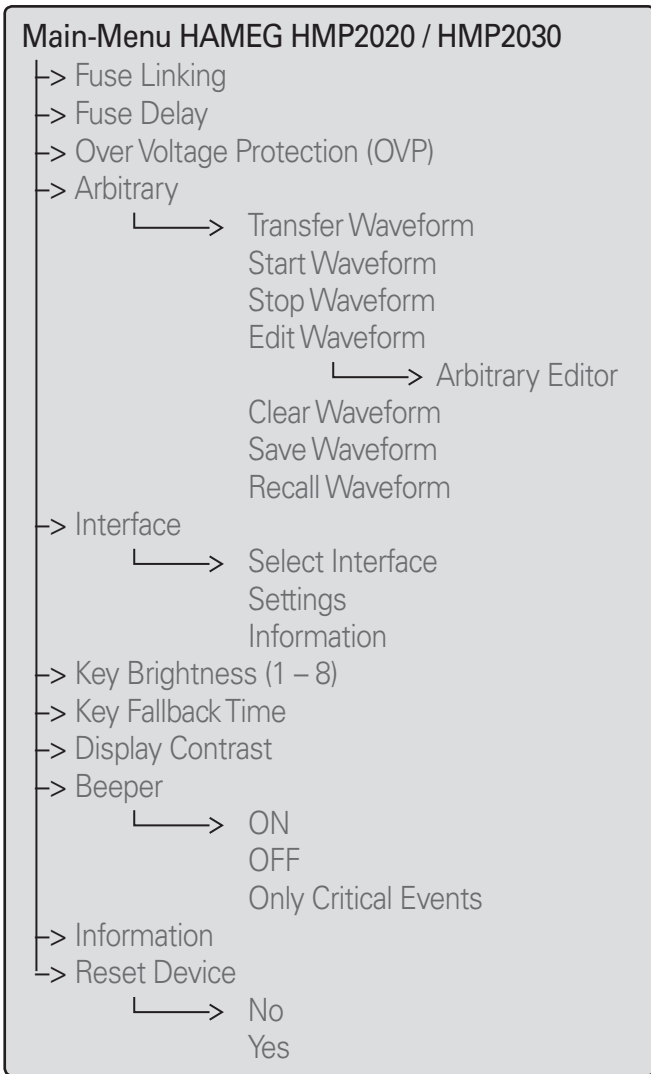 Main-Menu HAMEG HMP2020 / HMP2030
–> Fuse Linking
–> Fuse Delay
–> Over Voltage Protection (OVP)
–> Arbitrary
Transfer Waveform
Start Waveform
Stop Waveform
Edit Waveform
Arbitrary Editor
Clear Waveform
Save Waveform
Recall Waveform
–> Interface
Select Interface
Settings
Information
–> Key Brightness (1 – 8)
–> Key Fallback Time
–> Display Contrast
–> Beeper
ON
OFF
Only Critical Events
–> Information
–> Reset Device
No
Yes